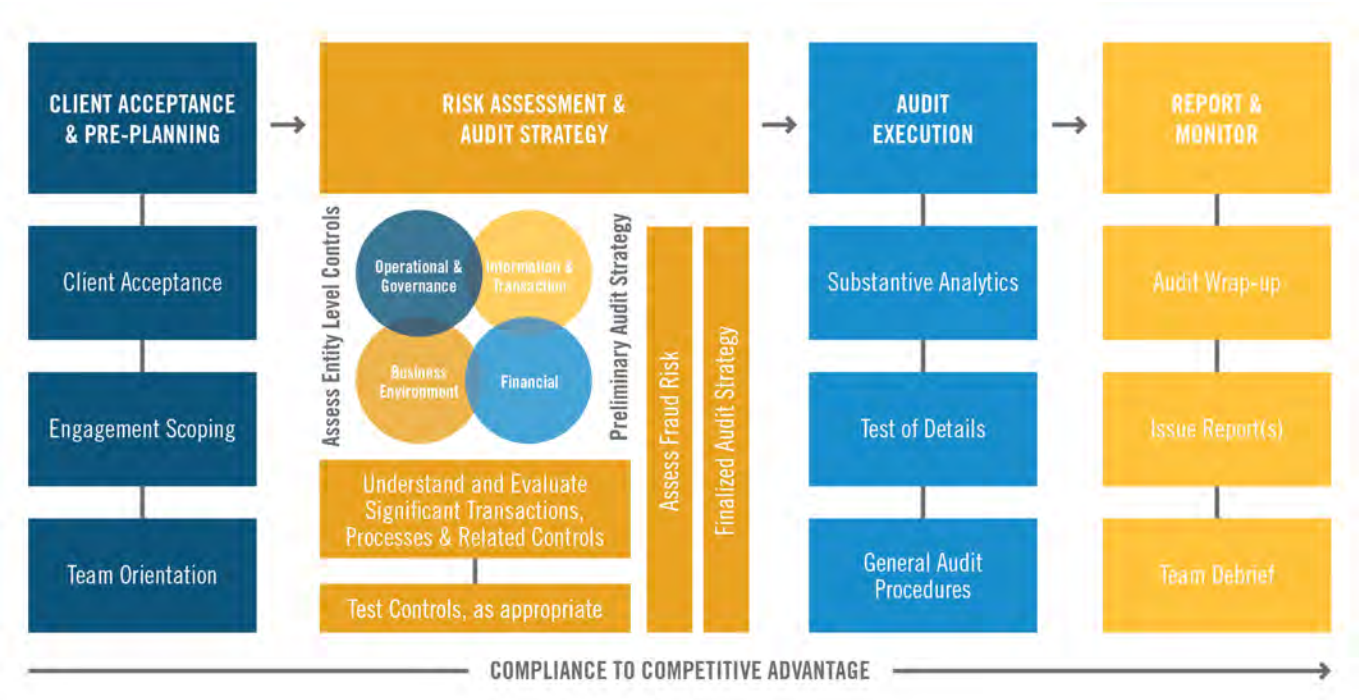 CLIENT ACCEPTANCE
& PRE-PLANNING
Client Acceptance
Engagement Scoping
Team Orientation
RISK ASSESSMENT &
AUDIT STRATEGY
Assess Entity Level Controls
Operational &
Governance
Information &
Transaction
Business
Environment
Financial
Preliminary Audit Strategy
Understand and Evaluate
Significant Transactions,
Processes & Related Controls
Test Controls, as appropriate
Assess Fraud Risk
Finalized Audit Strategy
AUDIT
EXECUTION
Substantive Analytics
Test of Details
General Audit
Procedures
REPORT &
MONITOR
Audit Wrap-up
Issue Report(s)
Team Debrief
COMPLIANCE TO COMPETITIVE ADVANTAGE